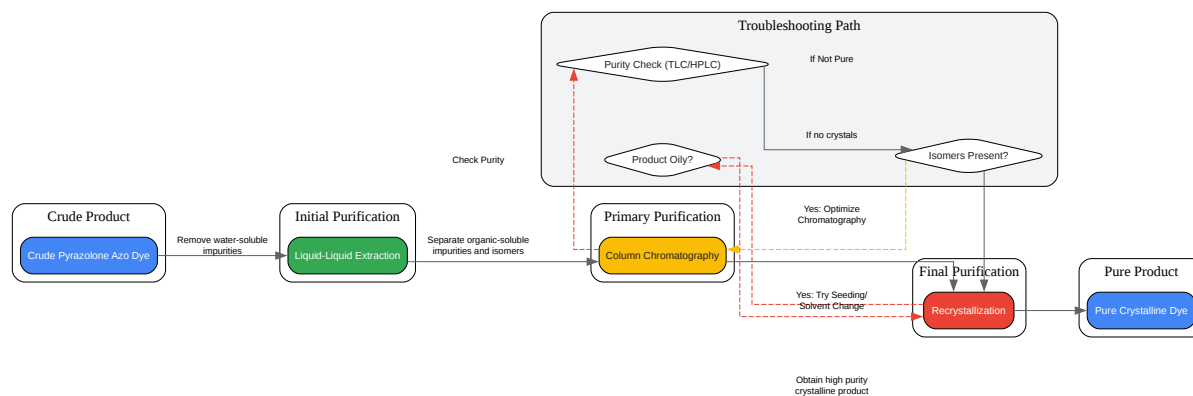 Troubleshooting Path
Purity Check (TLC/HPLC)
If Not Pure
If no crystals
Check Purity
Product Oily?
Isomers Present?
Crude Product
Initial Purification
Primary Purification
Yes: Optimize
Chromatography
Remove water-soluble
impurities
Separate organic-soluble
impurities and isomers
Crude Pyrazolone Azo Dye
Liquid-Liquid Extraction
Column Chromatography
Final Purification
Pure Product
Yes: Try Seeding/
Solvent Change
Recrystallization
Pure Crystalline Dye
Obtain high purity
crystalline product